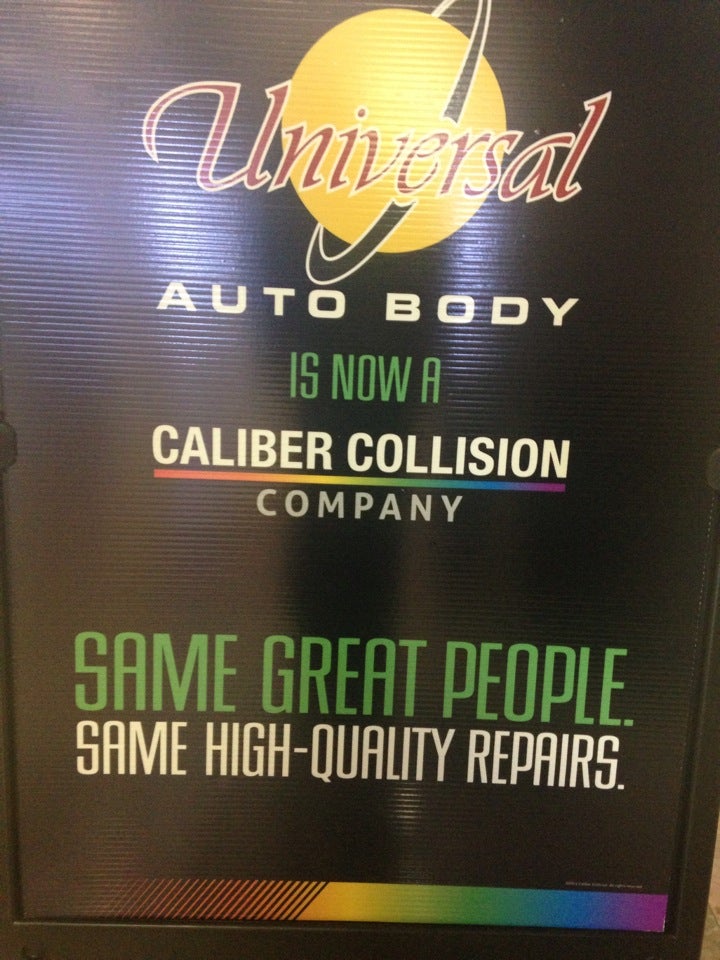 Universal
AUTO BODY
IS NOW A
CALIBER COLLISION
COMPANY
SAME GREAT PEOPLE.
SAME HIGH-QUALITY REPAIRS.